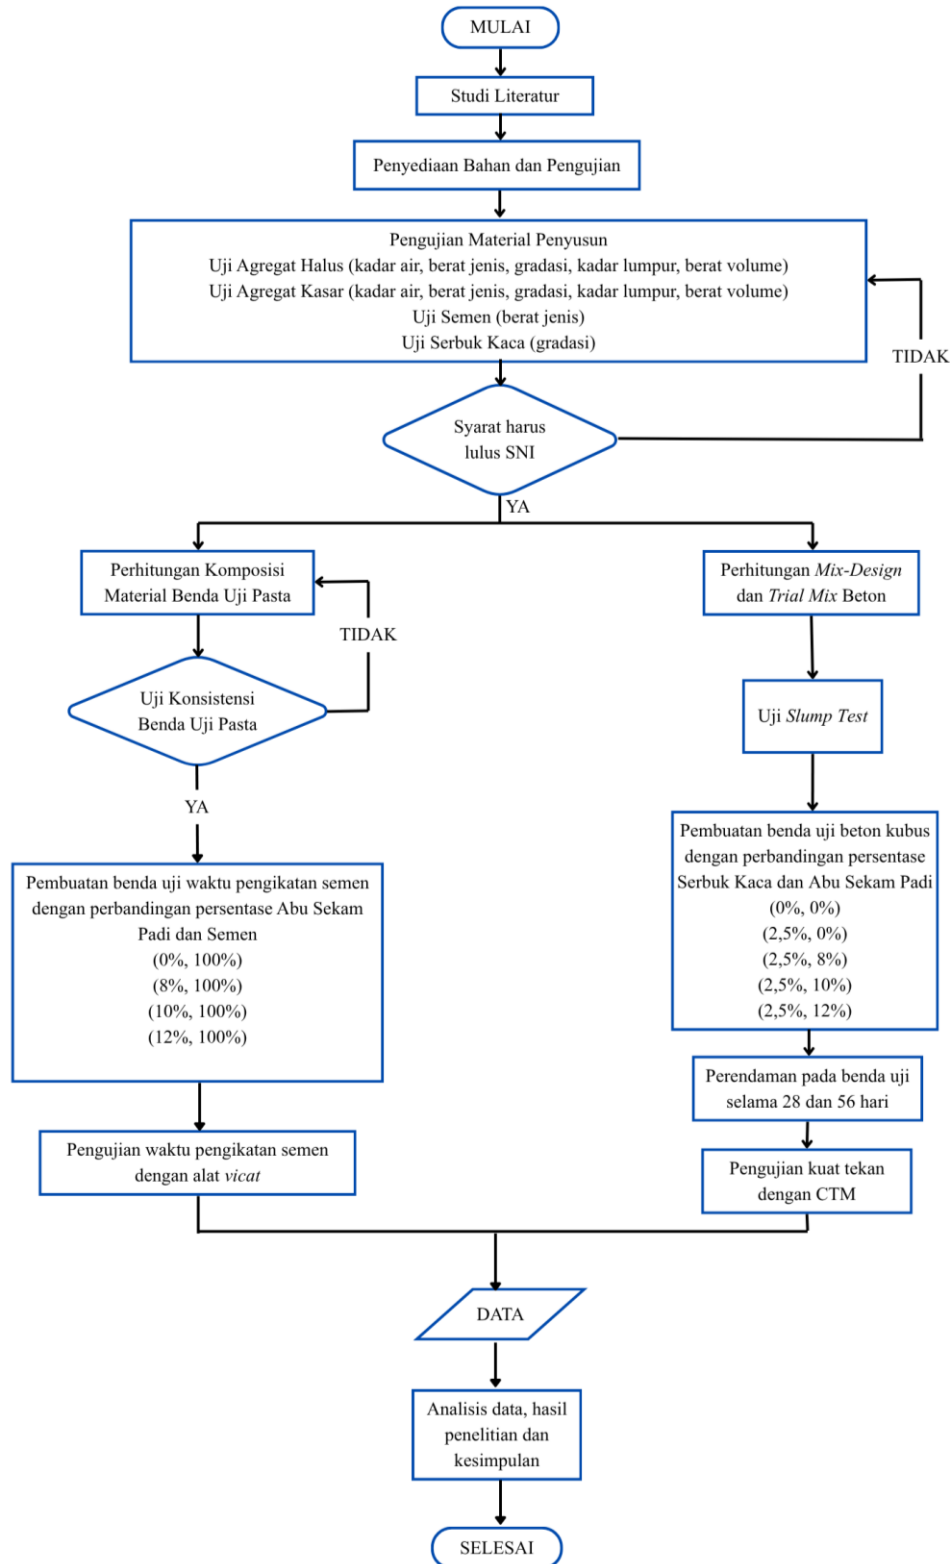 MULAI
Studi Literatur
Penyediaan Bahan dan Pengujian
Pengujian Material Penyusun
Uji Agregat Halus (kadar air, berat jenis, gradasi, kadar lumpur, berat volume)
Uji Agregat Kasar (kadar air, berat jenis, gradasi, kadar lumpur, berat volume)
Uji Semen (berat jenis)
Uji Serbuk Kaca (gradasi)
TIDAK
Syarat harus
lulus SNI
YA
Perhitungan Komposisi
Material Benda Uji Pasta
TIDAK
Uji Konsistensi
Benda Uji Pasta
YA
Pembuatan benda uji waktu pengikatan semen
dengan perbandingan persentase Abu Sekam
Padi dan Semen
(0%, 100%)
(8%, 100%)
(10%, 100%)
(12%, 100%)
Pengujian waktu pengikatan semen
dengan alat vicat
Perhitungan Mix-Design
dan Trial Mix Beton
Uji Slump Test
Pembuatan benda uji beton kubus
dengan perbandingan persentase
Serbuk Kaca dan Abu Sekam Padi
(0%, 0%)
(2,5%, 0%)
(2,5%, 8%)
(2,5%, 10%)
(2,5%, 12%)
Perendaman pada benda uji
selama 28 dan 56 hari
Pengujian kuat tekan
dengan CTM
DATA
Analisis data, hasil
penelitian dan
kesimpulan
SELESAI